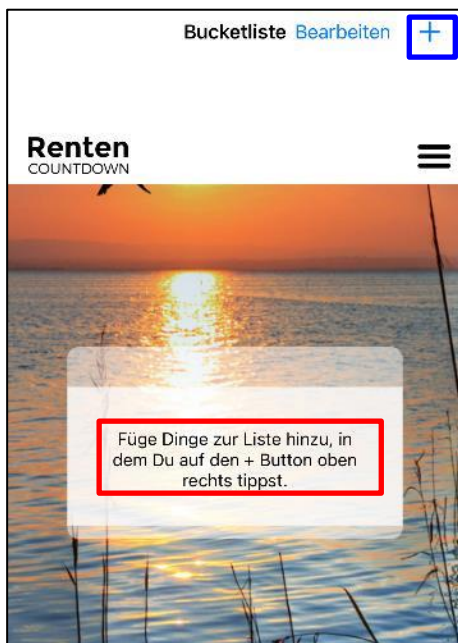 Bucketliste Bearbeiten +
Renten
COUNTDOWN
Füge Dinge zur Liste hinzu, in
dem Du auf den + Button oben
rechts tippst.